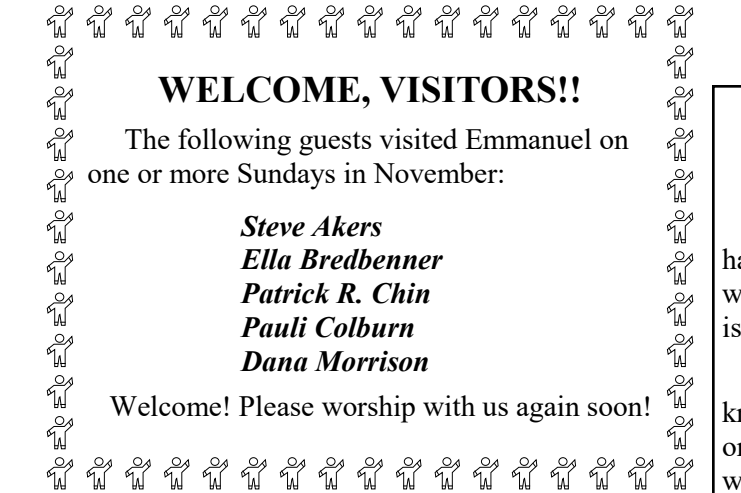 WELCOME, VISITORS!!
The following guests visited Emmanuel on
one or more Sundays in November:
Steve Akers
Ella Bredbenner
Patrick R. Chin
Pauli Colburn
Dana Morrison
Welcome! Please worship with us again soon!
is